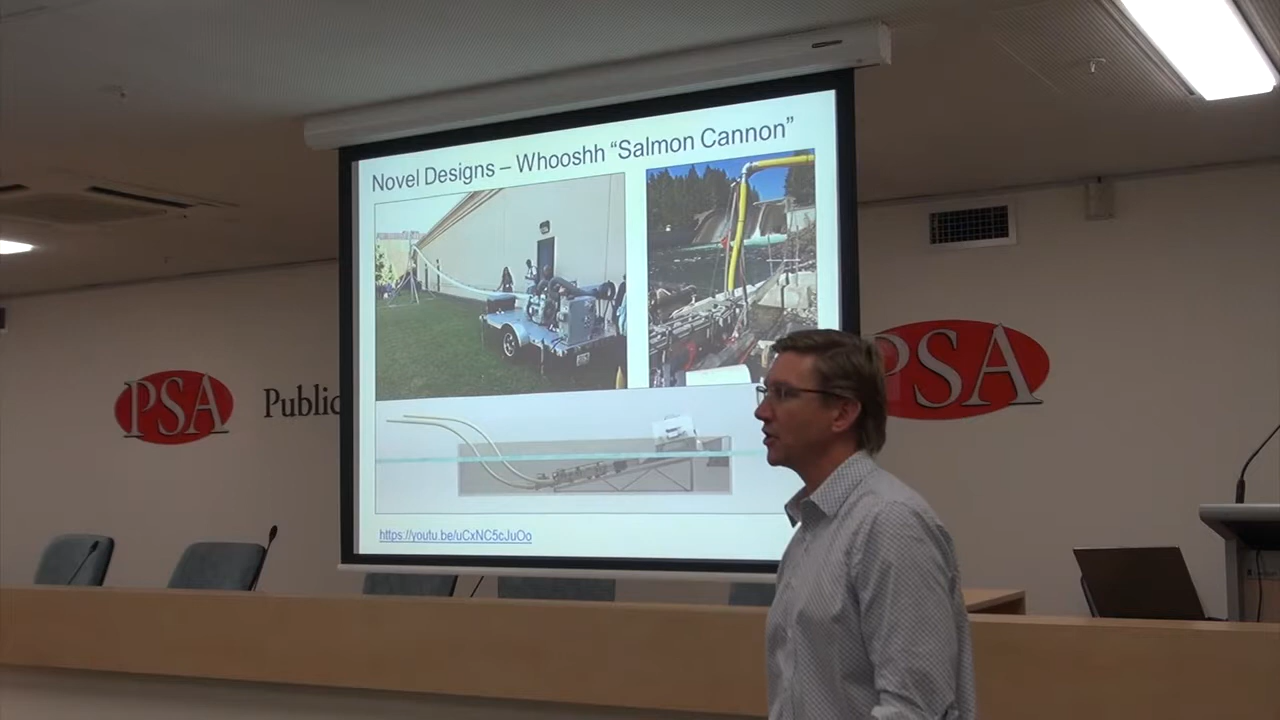 Novel Designs – Whooshh “Salmon Cannon”
https://youtu.be/uCxNC5cJuOo
PSA Public
PSA